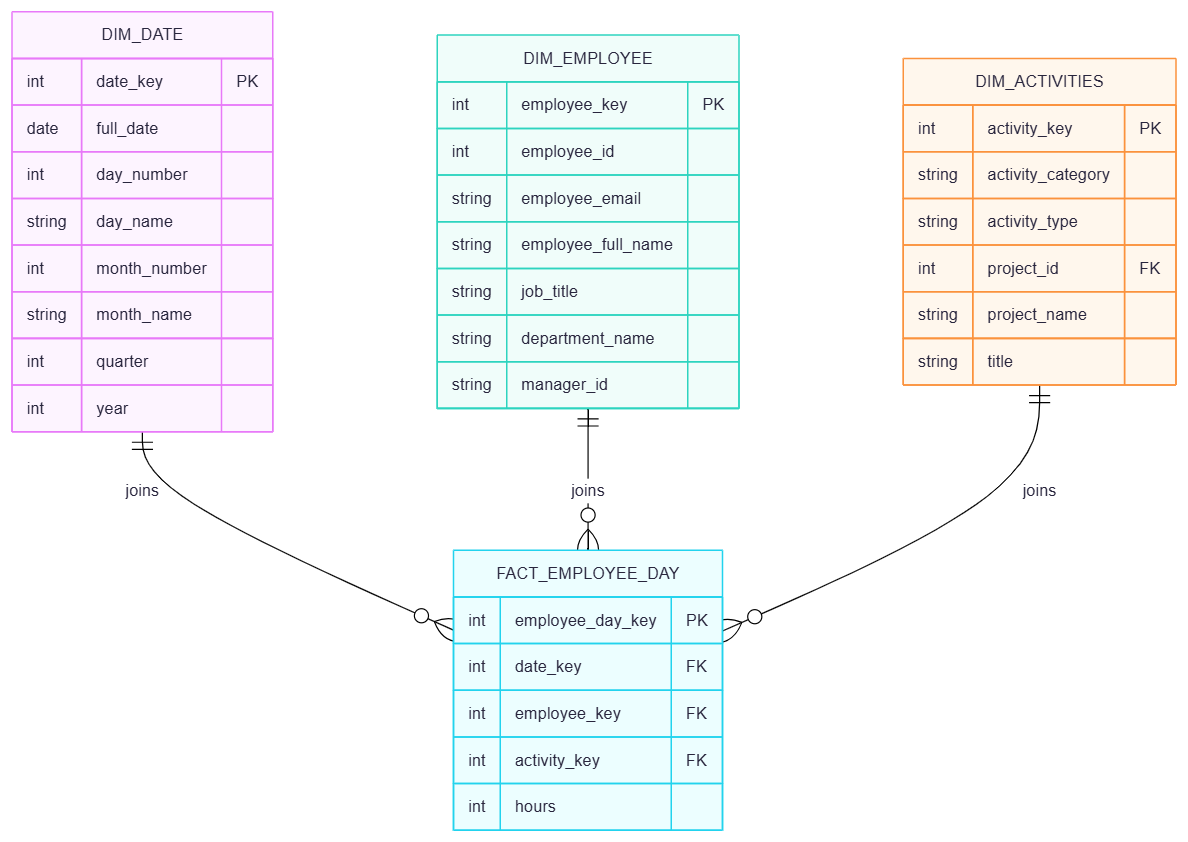 DIM_DATE
int date_key PK
date full_date
int day_number
string day_name
int month_number
string month_name
int quarter
int year
DIM_EMPLOYEE
int employee_key PK
int employee_id
string employee_email
string employee_full_name
string job_title
string department_name
string manager_id
DIM_ACTIVITIES
int activity_key PK
string activity_category
string activity_type
int project_id FK
string project_name
string title
joins
joins
joins
FACT_EMPLOYEE_DAY
int employee_day_key PK
int date_key FK
int employee_key FK
int activity_key FK
int hours